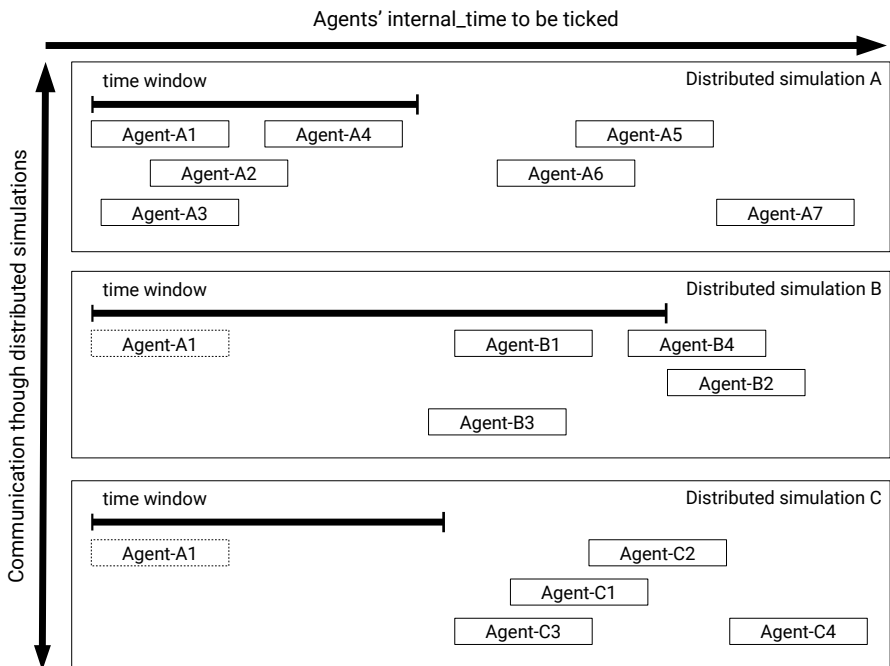 Agents’ internal_time to be ticked
Communication though distributed simulations
time window
Distributed simulation A
Agent-A1
Agent-A4
Agent-A5
Agent-A2
Agent-A6
Agent-A3
Agent-A7
time window
Distributed simulation B
Agent-A1
Agent-B1
Agent-B4
Agent-B2
Agent-B3
time window
Distributed simulation C
Agent-A1
Agent-C2
Agent-C1
Agent-C3
Agent-C4